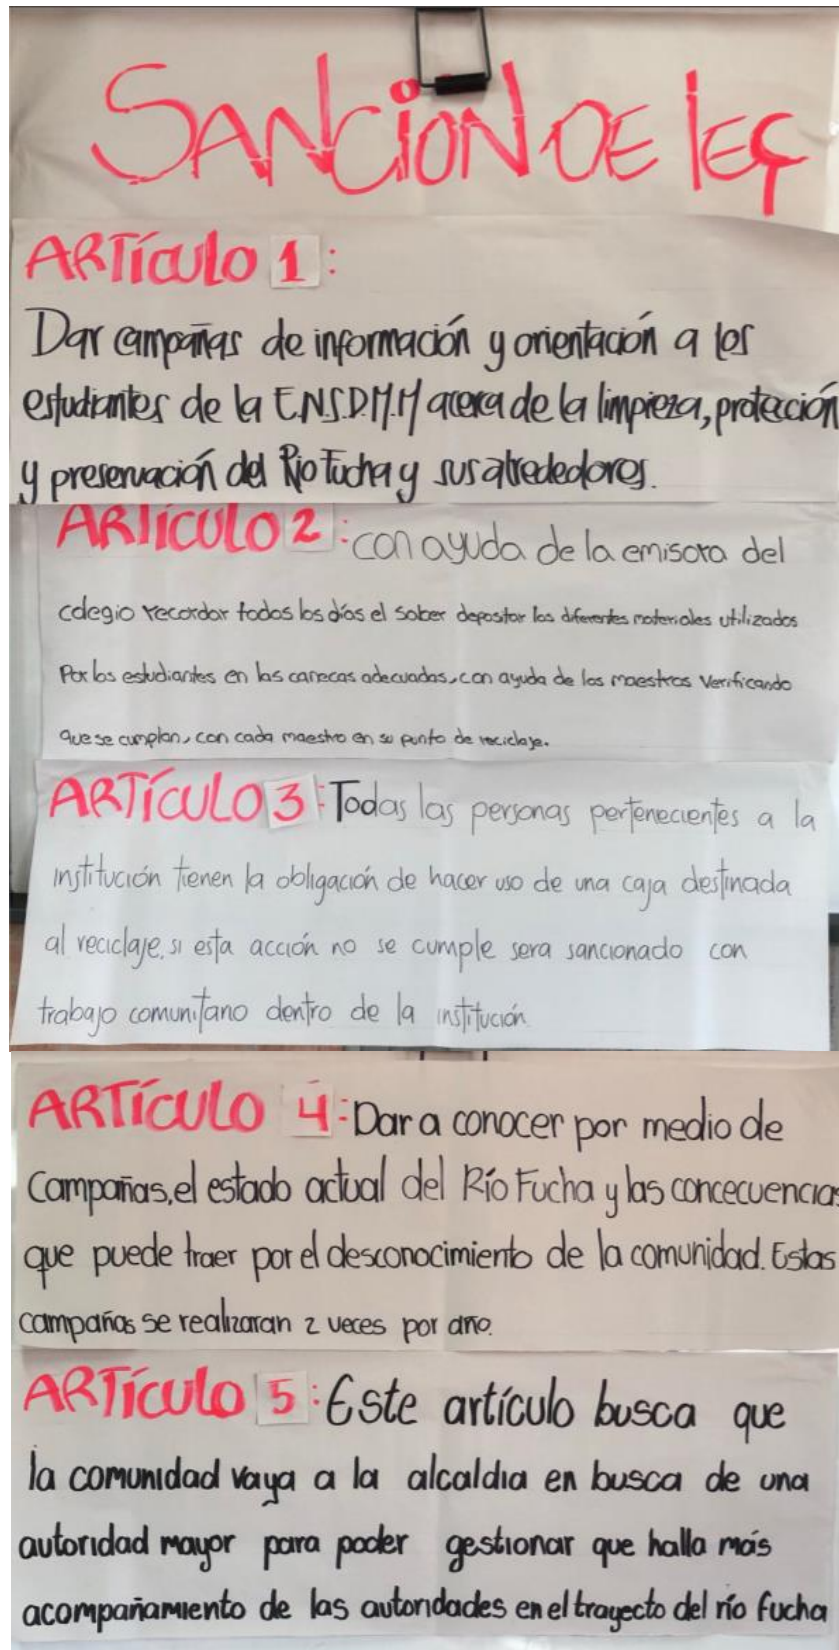 SANCION DE lEY
ARTículo 1:
Dar campañas de información y orientación a los
estudiantes de la E.N.S.D.M.M acerca de la limpieza, protección
y preservación del Rio Fucha y sus alrededores.
ARTÍCULO 2: con ayuda de la emisora del
colegio recordar todos los días el saber depositar los diferentes materiales utilizados
Por los estudiantes en las canecas adecuadas, con ayuda de los maestros Verificando
que se cumplan, con cada maestro en su punto de reciclaje.
ARTÍCULO 3: Todas las personas pertenecientes a la
institución tienen la obligación de hacer uso de una caja destinada
al reciclaje, si esta acción no se cumple sera sancionado con
trabajo comunitario dentro de la institución.
ARTÍCULO 4: Dar a conocer por medio de
Campañas, el estado actual del Río Fucha y las concecuencias
que puede traer por el desconocimiento de la comunidad. Estas
campañas se realizaran 2 veces por año.
ARTÍCULO 5: Este artículo busca que
la comunidad vaya a la alcaldia en busca de una
autoridad mayor para poder gestionar que halla más
acompañamiento de las autoridades en el trayecto del río fucha